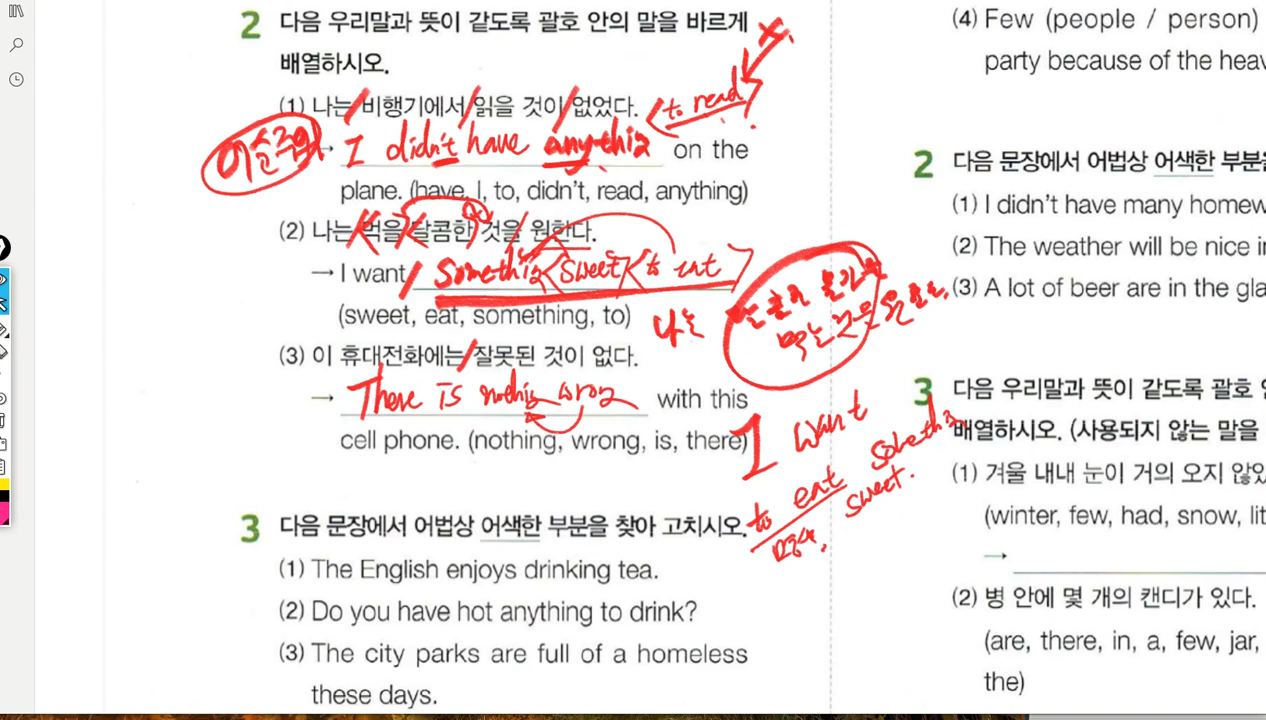 2 다음 우리말과 뜻이 같도록 괄호 안의 말을 바르게
배열하시오.
(1) 나는 비행기에서 읽을 것이 없었다.
to read
어순주의
→ I didn't have anything on the
plane. (have, I, to, didn't, read, anything)
(2) 나는 먹을 달콤한 것을 원한다.
→ I want something sweet to eat
(sweet, eat, something, to)
나는
먹는 것을 원한다.
(3) 이 휴대전화에는 잘못된 것이 없다.
→ There is nothing wrong with this
cell phone. (nothing, wrong, is, there)
I want
to eat something
sweet.
3 다음 문장에서 어법상 어색한 부분을 찾아 고치시오.
(1) The English enjoys drinking tea.
(2) Do you have hot anything to drink?
(3) The city parks are full of a homeless
these days.
(4) Few (people / person)
party because of the heav
2 다음 문장에서 어법상 어색한 부분을
(1) I didn't have many homew
(2) The weather will be nice in
(3) A lot of beer are in the gla
3 다음 우리말과 뜻이 같도록 괄호
배열하시오. (사용되지 않는 말을
(1) 겨울 내내 눈이 거의 오지 않았
(winter, few, had, snow, lit
→
(2) 병 안에 몇 개의 캔디가 있다.
(are, there, in, a, few, jar,
the)